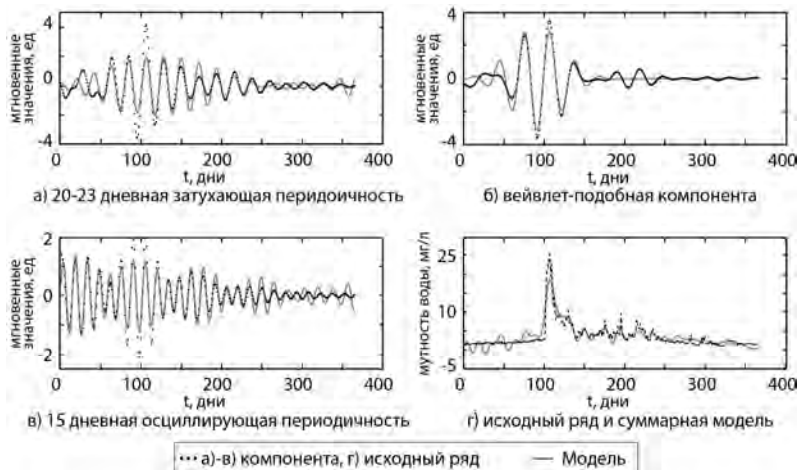 мгновенные
значения, ед
4
0
-4
0 100 200 300 400
t, дни
а) 20-23 дневная затухающая перидоичность
мгновенные
значения, ед
4
0
-4
0 100 200 300 400
t, дни
б) вейвлет-подобная компонента
мгновенные
значения, ед
2
0
-2
0 100 200 300 400
t, дни
в) 15 дневная осциллирующая периодичность
мутность воды, мг/л
25
10
-5
0 100 200 300 400
t, дни
г) исходный ряд и суммарная модель
а)-в) компонента, г) исходный ряд
Модель